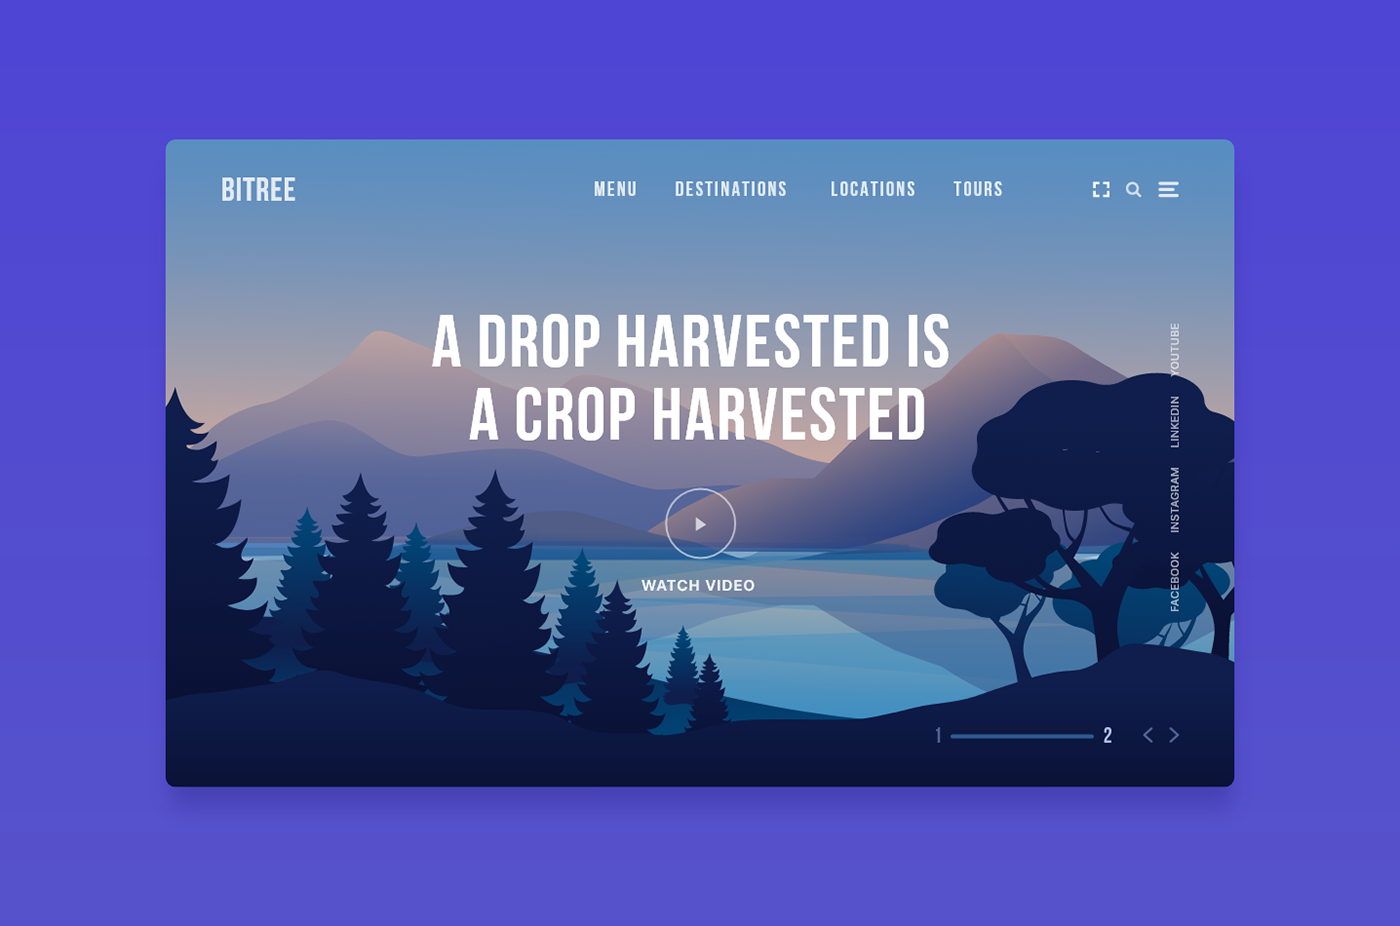 BITREE
MENU DESTINATIONS LOCATIONS TOURS
A DROP HARVESTED IS
A CROP HARVESTED
WATCH VIDEO
YOUTUBE
LINKEDIN
INSTAGRAM
FACEBOOK
1 2